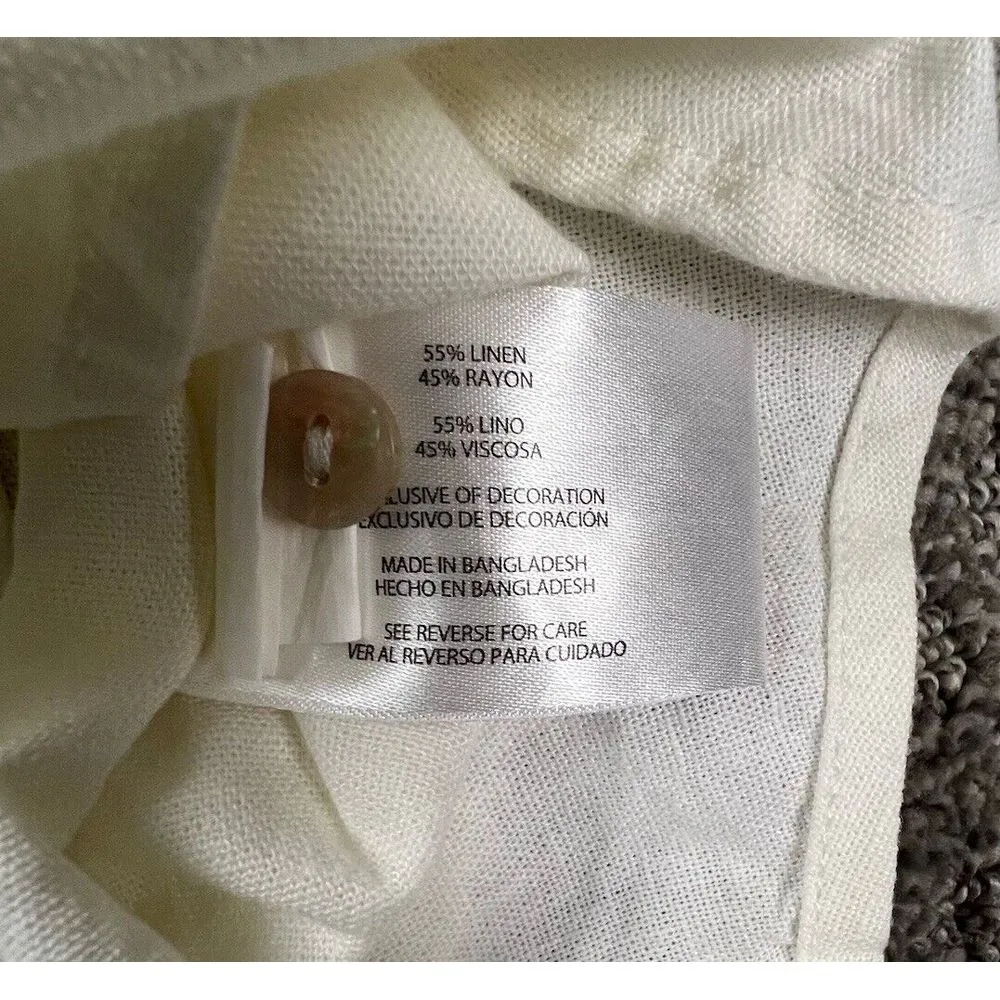 55% LINEN
45% RAYON
55% LINO
45% VISCOSA
OF DECORATION
EXCLUSIVO DE DECORACIÓN
MADE IN BANGLADESH
HECHO EN BANGLADESH
SEE REVERSE FOR CARE
VER AL REVERSO PARA CUIDADO